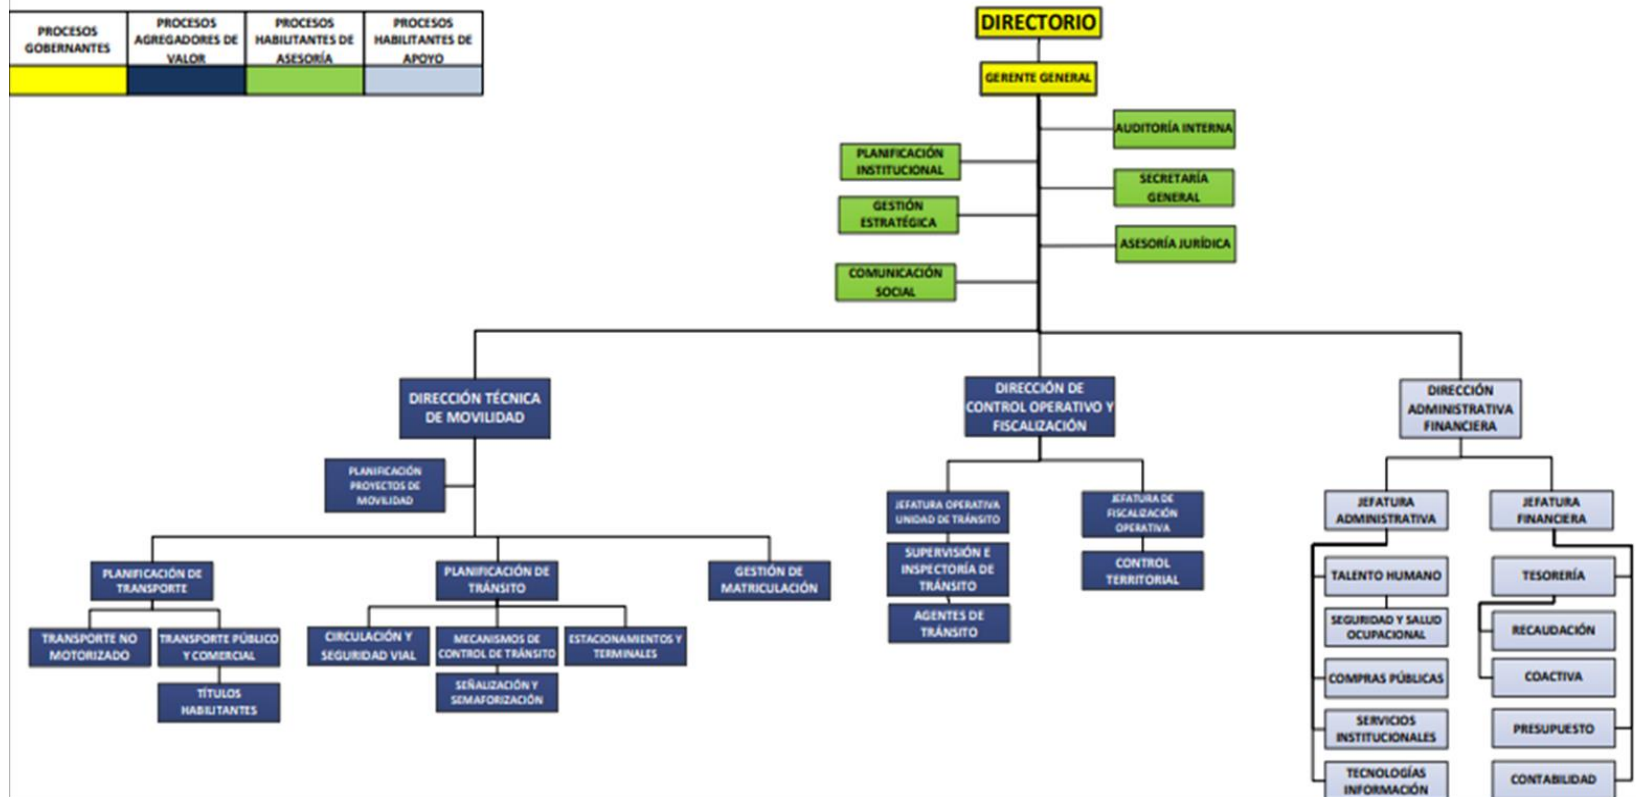 PROCESOS
GOBERNANTES
PROCESOS
AGREGADORES DE
VALOR
PROCESOS
HABILITANTES DE
ASESORÍA
PROCESOS
HABILITANTES DE
APOYO
DIRECTORIO
GERENTE GENERAL
AUDITORÍA INTERNA
PLANIFICACIÓN
INSTITUCIONAL
SECRETARÍA
GENERAL
GESTIÓN
ESTRATÉGICA
ASESORÍA JURÍDICA
COMUNICACIÓN
SOCIAL
DIRECCIÓN TÉCNICA
DE MOVILIDAD
PLANIFICACIÓN
PROYECTOS DE
MOVILIDAD
PLANIFICACIÓN DE
TRANSPORTE
TRANSPORTE NO
MOTORIZADO
TRANSPORTE PÚBLICO
Y COMERCIAL
TÍTULOS
HABILITANTES
PLANIFICACIÓN DE
TRÁNSITO
CIRCULACIÓN Y
SEGURIDAD VIAL
MECANISMOS DE
CONTROL DE TRÁNSITO
SEÑALIZACIÓN Y
SEMAFORIZACIÓN
ESTACIONAMIENTOS Y
TERMINALES
GESTIÓN DE
MATRICULACIÓN
DIRECCIÓN DE
CONTROL OPERATIVO Y
FISCALIZACIÓN
JEFATURA OPERATIVA
UNIDAD DE TRÁNSITO
SUPERVISIÓN E
INSPECTORÍA DE
TRÁNSITO
AGENTES DE
TRÁNSITO
JEFATURA DE
FISCALIZACIÓN
OPERATIVA
CONTROL
TERRITORIAL
DIRECCIÓN
ADMINISTRATIVA
FINANCIERA
JEFATURA
ADMINISTRATIVA
TALENTO HUMANO
SEGURIDAD Y SALUD
OCUPACIONAL
COMPRAS PÚBLICAS
SERVICIOS
INSTITUCIONALES
TECNOLOGÍAS
INFORMACIÓN
JEFATURA
FINANCIERA
TESORERÍA
RECAUDACIÓN
COACTIVA
PRESUPUESTO
CONTABILIDAD